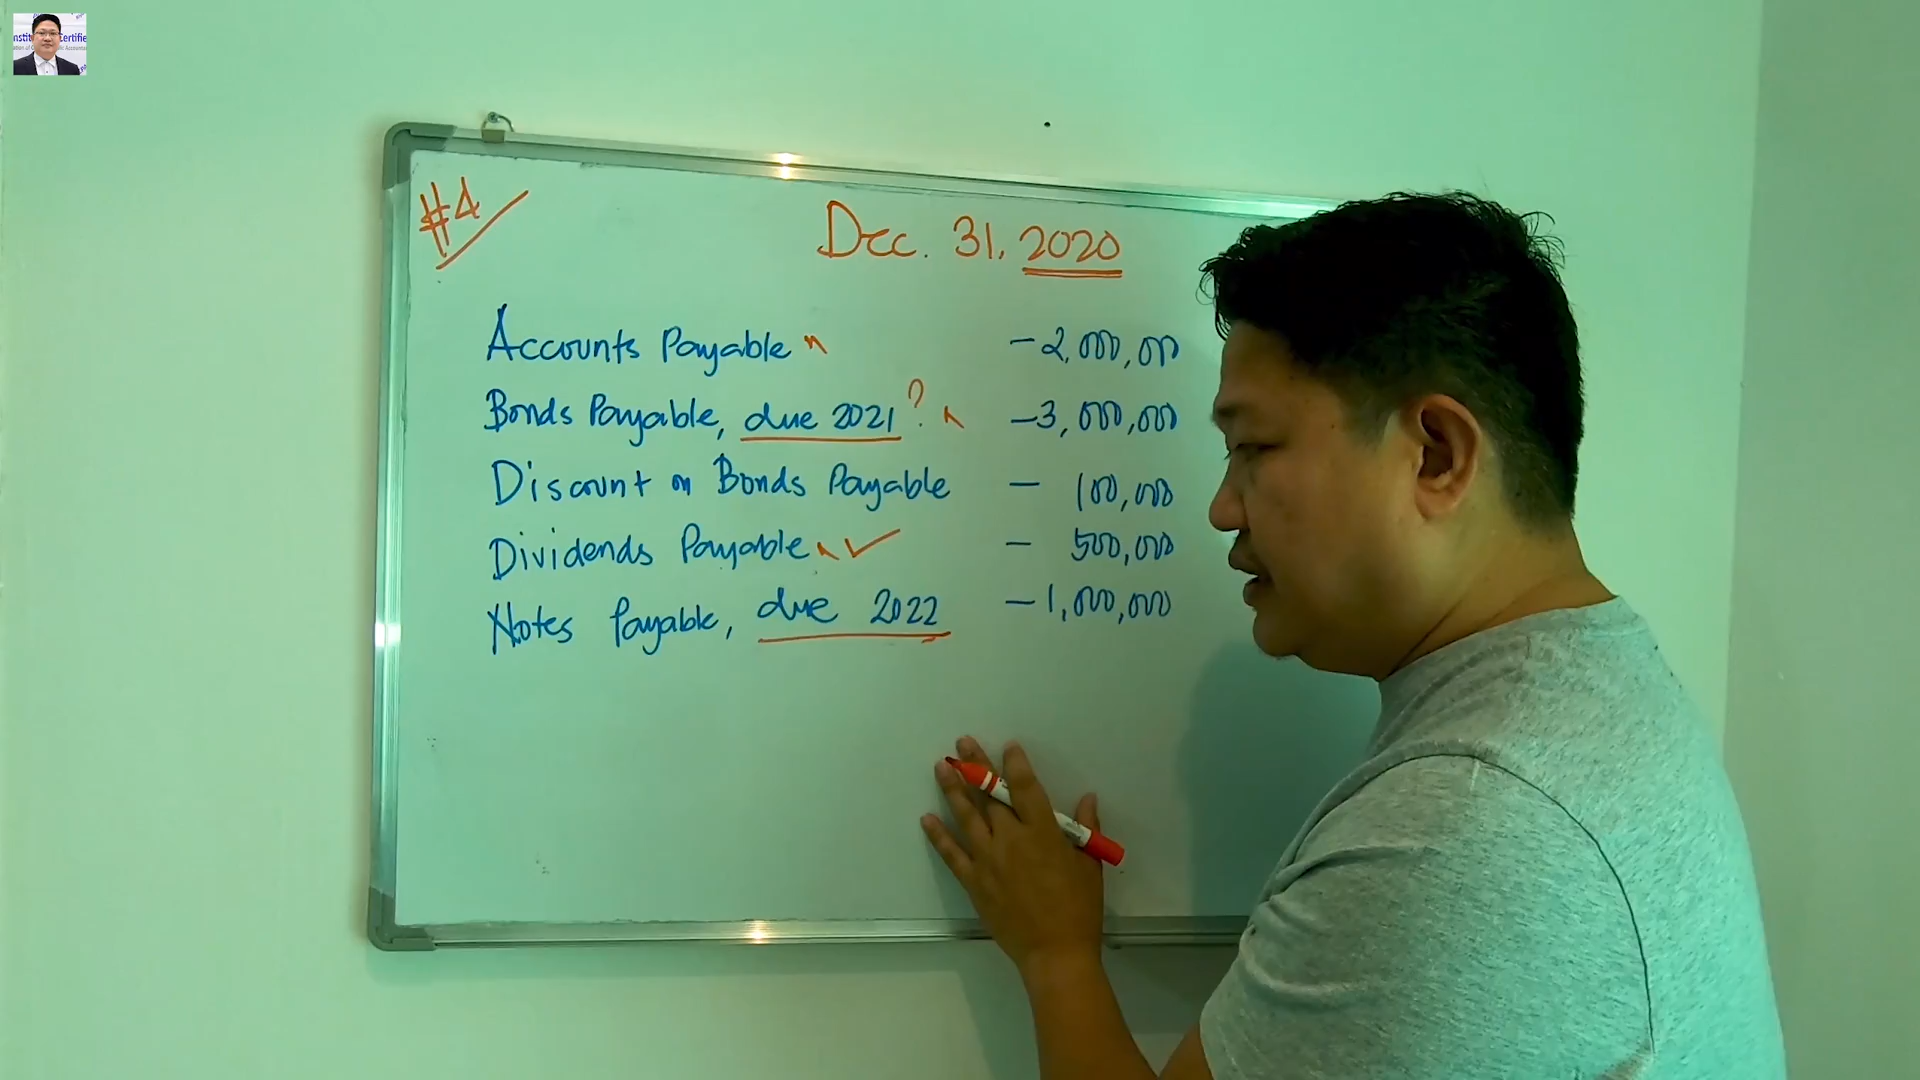 #4
Dec. 31, 2020
Accounts Payable - 2,000,000
Bonds Payable, due 2021 ? - 3,000,000
Discount on Bonds Payable - 100,000
Dividends Payable - 500,000
Notes Payable, due 2022 - 1,000,000